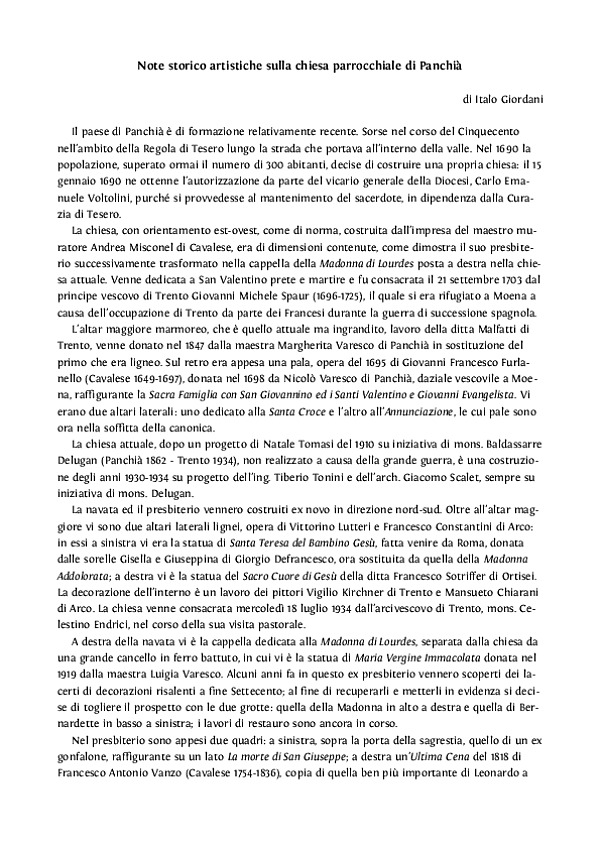 Note storico artistiche sulla chiesa parrocchiale di Panchià
di Italo Giordani
Il paese di Panchià è di formazione relativamente recente. Sorse nel corso del Cinquecento
nell'ambito della Regola di Tesero lungo la strada che portava all'interno della valle. Nel 1690 la
popolazione, superato ormai il numero di 300 abitanti, decise di costruire una propria chiesa: il 15
gennaio 1690 ne ottenne l'autorizzazione da parte del vicario generale della Diocesi, Carlo Ema-
nuele Voltolini, purché si provvedesse al mantenimento del sacerdote, in dipendenza dalla Cura-
zia di Tesero.
La chiesa, con orientamento est-ovest, come di norma, costruita dall'impresa del maestro mu-
ratore Andrea Misconel di Cavalese, era di dimensioni contenute, come dimostra il suo presbite-
rio successivamente trasformato nella cappella della Madonna di Lourdes posta a destra nella chie-
sa attuale. Venne dedicata a San Valentino prete e martire e fu consacrata il 21 settembre 1703 dal
principe vescovo di Trento Giovanni Michele Spaur (1696-1725), il quale si era rifugiato a Moena a
causa dell'occupazione di Trento da parte dei Francesi durante la guerra di successione spagnola.
L'altar maggiore marmoreo, che è quello attuale ma ingrandito, lavoro della ditta Malfatti di
Trento, venne donato nel 1847 dalla maestra Margherita Varesco di Panchià in sostituzione del
primo che era ligneo. Sul retro era appesa una pala, opera del 1695 di Giovanni Francesco Furla-
nello (Cavalese 1649-1697), donata nel 1698 da Nicolò Varesco di Panchià, daziale vescovile a Moe-
na, raffigurante la Sacra Famiglia con San Giovannino ed i Santi Valentino e Giovanni Evangelista. Vi
erano due altari laterali: uno dedicato alla Santa Croce e l'altro all'Annunciazione, le cui pale sono
ora nella soffitta della canonica.
La chiesa attuale, dopo un progetto di Natale Tomasi del 1910 su iniziativa di mons. Baldassarre
Delugan (Panchià 1862 - Trento 1934), non realizzato a causa della grande guerra, è una costruzio-
ne degli anni 1930-1934 su progetto dell'ing. Tiberio Tonini e dell'arch. Giacomo Scalet, sempre su
iniziativa di mons. Delugan.
La navata ed il presbiterio vennero costruiti ex novo in direzione nord-sud. Oltre all'altar mag-
giore vi sono due altari laterali lignei, opera di Vittorino Lutteri e Francesco Constantini di Arco:
in essi a sinistra vi era la statua di Santa Teresa del Bambino Gesù, fatta venire da Roma, donata
dalle sorelle Gisella e Giuseppina di Giorgio Defrancesco, ora sostituita da quella della Madonna
Addolorata; a destra vi è la statua del Sacro Cuore di Gesù della ditta Francesco Sotriffer di Ortisei.
La decorazione dell'interno è un lavoro dei pittori Vigilio Kirchner di Trento e Mansueto Chiarani
di Arco. La chiesa venne consacrata mercoledì 18 luglio 1934 dall'arcivescovo di Trento, mons. Ce-
lestino Endrici, nel corso della sua visita pastorale.
A destra della navata vi è la cappella dedicata alla Madonna di Lourdes, separata dalla chiesa da
una grande cancello in ferro battuto, in cui vi è la statua di Maria Vergine Immacolata donata nel
1919 dalla maestra Luigia Varesco. Alcuni anni fa in questo ex presbiterio vennero scoperti dei la-
certi di decorazioni risalenti a fine Settecento; al fine di recuperarli e metterli in evidenza si deci-
se di togliere il prospetto con le due grotte: quella della Madonna in alto a destra e quella di Ber-
nardette in basso a sinistra; i lavori di restauro sono ancora in corso.
Nel presbiterio sono appesi due quadri: a sinistra, sopra la porta della sagrestia, quello di un ex
gonfalone, raffigurante su un lato La morte di San Giuseppe; a destra un'Ultima Cena del 1818 di
Francesco Antonio Vanzo (Cavalese 1754-1836), copia di quella ben più importante di Leonardo a